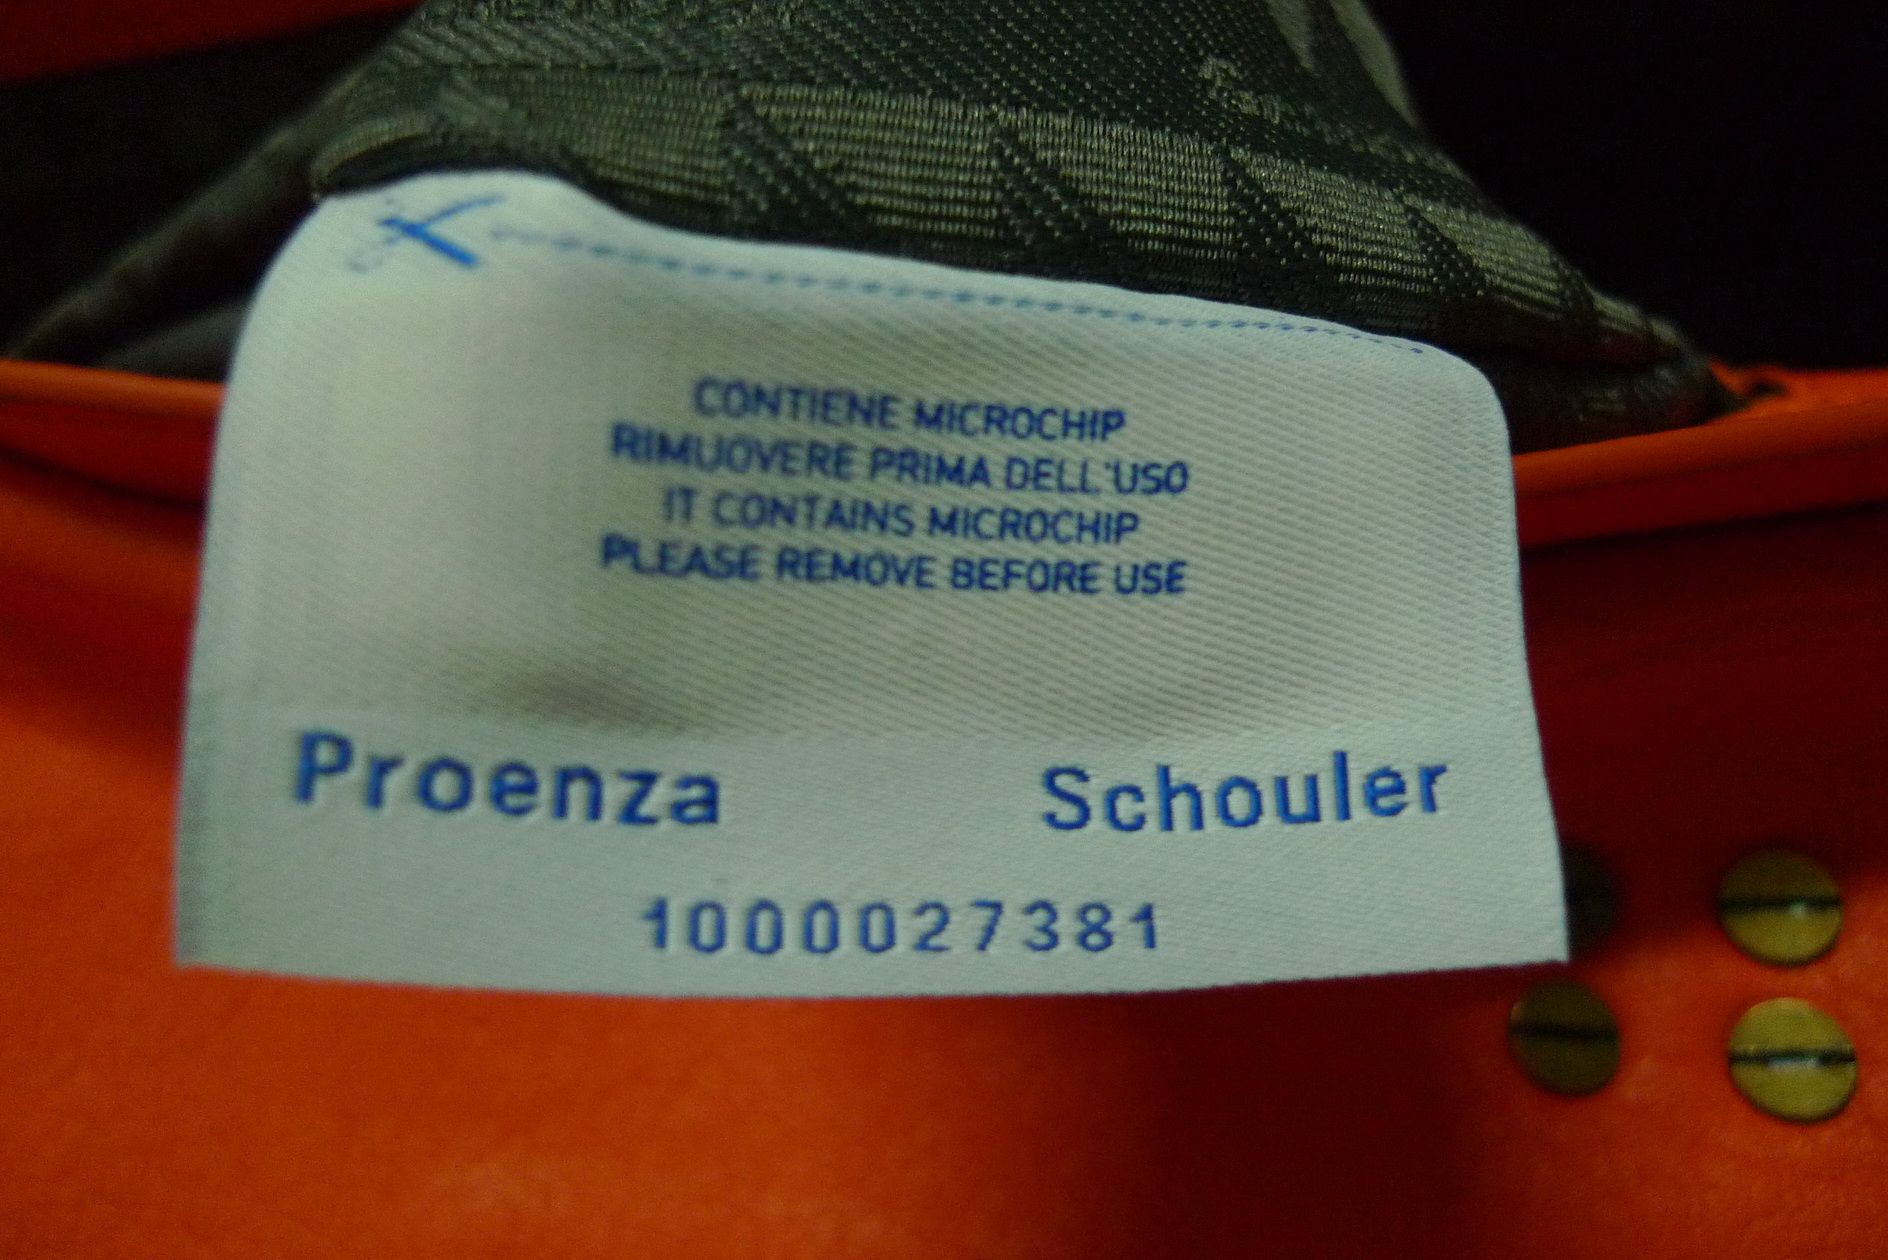 CONTIENE MICROCHIP
RIMUOVERE PRIMA DELL'USO
IT CONTAINS MICROCHIP
PLEASE REMOVE BEFORE USE
Proenza Schouler
1000027381